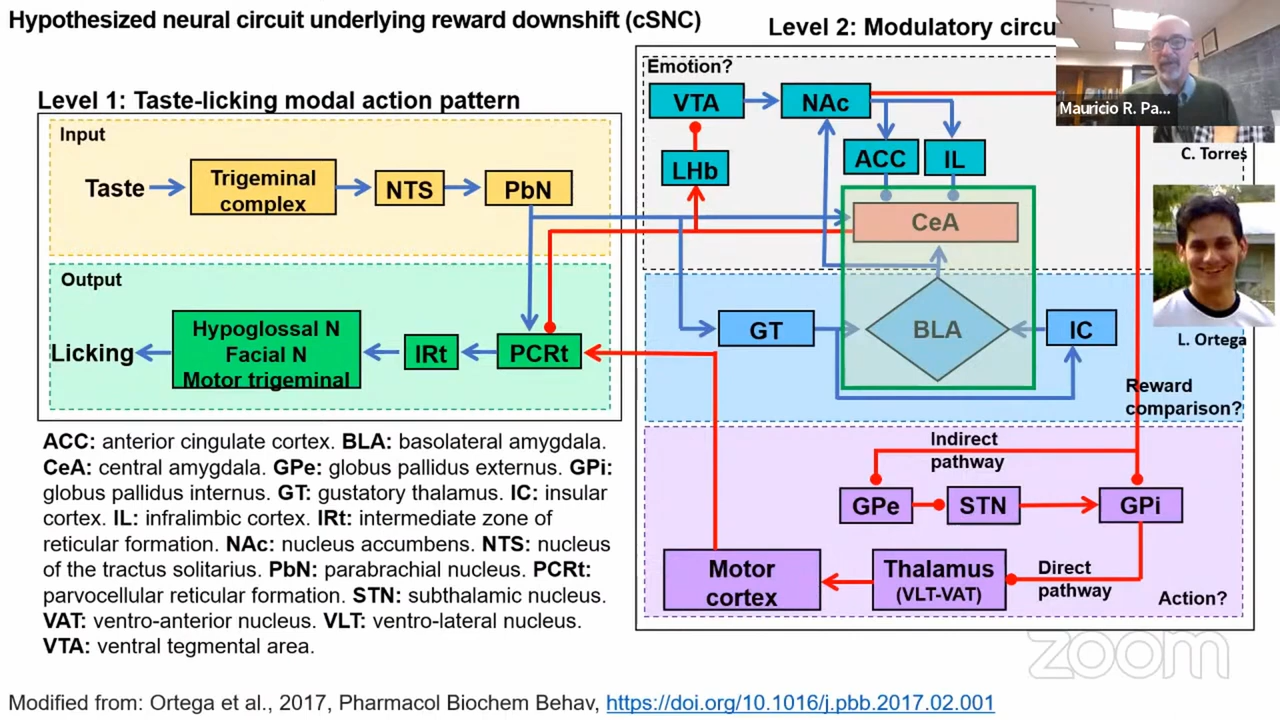 Hypothesized neural circuit underlying reward downshift (cSNC)
Level 2: Modulatory
Mauricio R. Pa...
C. Torres
L. Ortega
Level 1: Taste-licking modal action pattern
Input
Taste
Trigeminal
complex
NTS
PbN
Output
Licking
Hypoglossal N
Facial N
Motor trigeminal
IRt
PCRt
Emotion?
VTA
NAc
LHb
ACC
IL
CeA
GT
BLA
IC
Reward
comparison?
Indirect
pathway
GPe
STN
GPi
Motor
cortex
Thalamus
(VLT-VAT)
Direct
pathway
Action?
ACC: anterior cingulate cortex. BLA: basolateral amygdala.
CeA: central amygdala. GPe: globus pallidus externus. GPi:
globus pallidus internus. GT: gustatory thalamus. IC: insular
cortex. IL: infralimbic cortex. IRt: intermediate zone of
reticular formation. NAc: nucleus accumbens. NTS: nucleus
of the tractus solitarius. PbN: parabrachial nucleus. PCRt:
parvocellular reticular formation. STN: subthalamic nucleus.
VAT: ventro-anterior nucleus. VLT: ventro-lateral nucleus.
VTA: ventral tegmental area.
zoom
Modified from: Ortega et al., 2017, Pharmacol Biochem Behav, https://doi.org/10.1016/j.pbb.2017.02.001